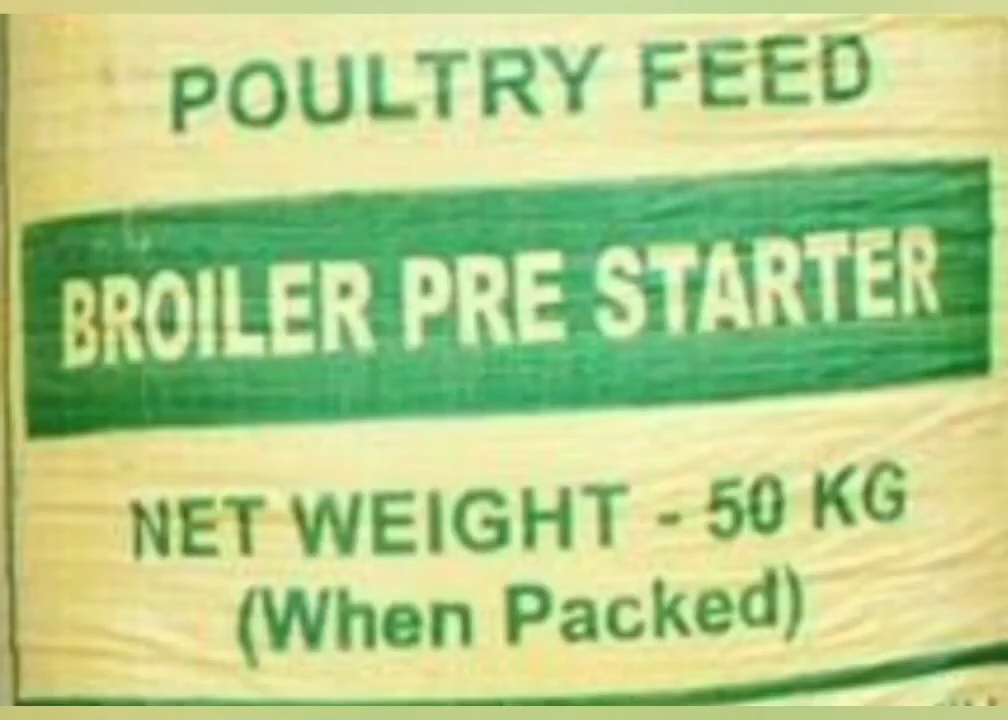 POULTRY FEED
BROILER PRE STARTER
NET WEIGHT - 50 KG
(When Packed)